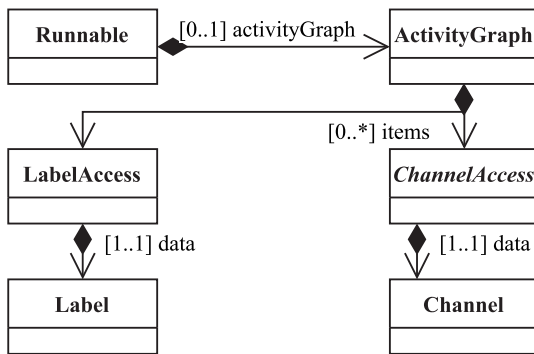 Runnable
[0..1] activityGraph
ActivityGraph
[0..*] items
LabelAccess
ChannelAccess
[1..1] data
[1..1] data
Label
Channel